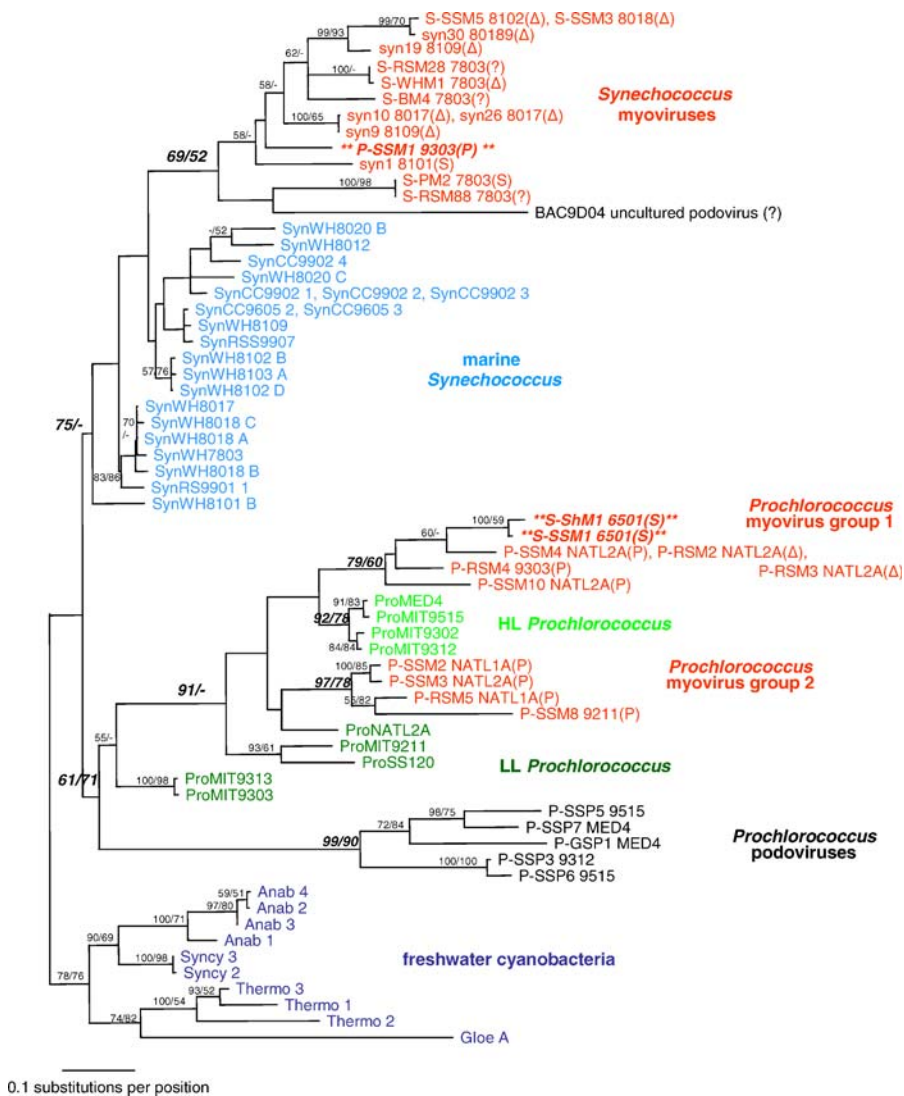 99/70
S-SSM5 8102(Δ), S-SSM3 8018(Δ)
syn30 80189(Δ)
99/93
syn19 8109(Δ)
62/-
S-RSM28 7803(?)
100/-
S-WHM1 7803(Δ)
58/-
S-BM4 7803(?)
Synechococcus
myoviruses
syn10 8017(Δ), syn26 8017(Δ)
100/65
syn9 8109(Δ)
58/-
** P-SSM1 9303(P) **
69/52
syn1 8101(S)
100/98
S-PM2 7803(S)
S-RSM88 7803(?)
BAC9D04 uncultured podovirus (?)
-/52
SynWH8020 B
SynWH8012
SynCC9902 4
SynWH8020 C
SynCC9902 1, SynCC9902 2, SynCC9902 3
SynCC9605 2, SynCC9605 3
SynWH8109
SynRSS9907
SynWH8102 B
57/76
SynWH8103 A
SynWH8102 D
marine
Synechococcus
SynWH8017
70
/-
SynWH8018 C
75/-
SynWH8018 A
SynWH7803
83/86
SynWH8018 B
SynRS9901 1
SynWH8101 B
100/59
**S-ShM1 6501(S)**
60/-
**S-SSM1 6501(S)**
Prochlorococcus
myovirus group 1
P-SSM4 NATL2A(P), P-RSM2 NATL2A(Δ),
P-RSM3 NATL2A(Δ)
79/60
P-RSM4 9303(P)
P-SSM10 NATL2A(P)
91/83
ProMED4
92/78
ProMIT9515
ProMIT9302
84/84
ProMIT9312
HL Prochlorococcus
100/85
P-SSM2 NATL1A(P)
97/78
P-SSM3 NATL2A(P)
55/82
P-RSM5 NATL1A(P)
P-SSM8 9211(P)
Prochlorococcus
myovirus group 2
91/-
ProNATL2A
93/61
ProMIT9211
ProSS120
LL Prochlorococcus
55/-
61/71
100/98
ProMIT9313
ProMIT9303
98/75
P-SSP5 9515
72/84
P-SSP7 MED4
99/90
P-GSP1 MED4
100/100
P-SSP3 9312
P-SSP6 9515
Prochlorococcus
podoviruses
59/51
Anab 4
97/80
Anab 2
100/71
Anab 3
90/69
Anab 1
100/98
Syncy 3
Syncy 2
freshwater cyanobacteria
78/76
93/52
Thermo 3
100/54
Thermo 1
74/82
Thermo 2
Gloe A
0.1 substitutions per position